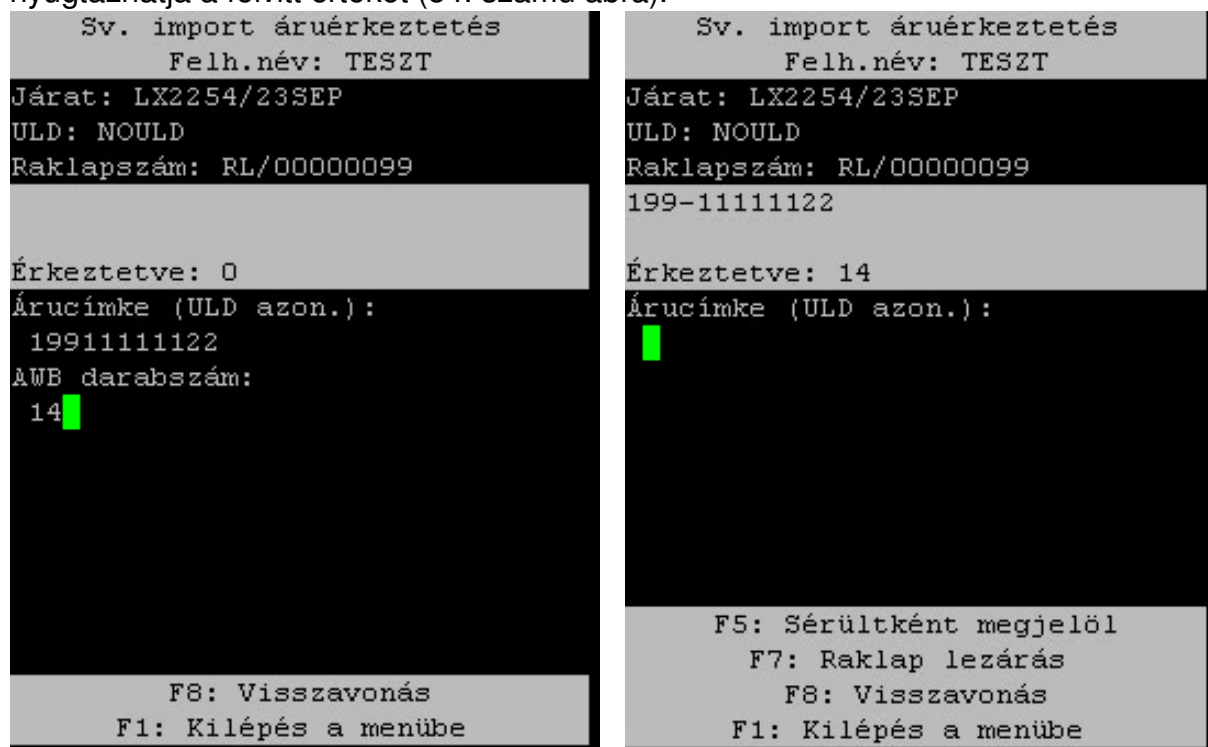 nyugtázhatja a felvitt értéket (34. számú ábra).
Sv. import áruérkeztetés
Felh.név: TESZT
Járat: LX2254/23SEP
ULD: NOULD
Raklapszám: RL/00000099
Érkeztetve: 0
Árucímke (ULD azon.):
19911111122
AWB darabszám:
14
F8: Visszavonás
F1: Kilépés a menübe
Sv. import áruérkeztetés
Felh.név: TESZT
Járat: LX2254/23SEP
ULD: NOULD
Raklapszám: RL/00000099
199-11111122
Érkeztetve: 14
Árucímke (ULD azon.):
F5: Sérültként megjelöl
F7: Raklap lezárás
F8: Visszavonás
F1: Kilépés a menübe